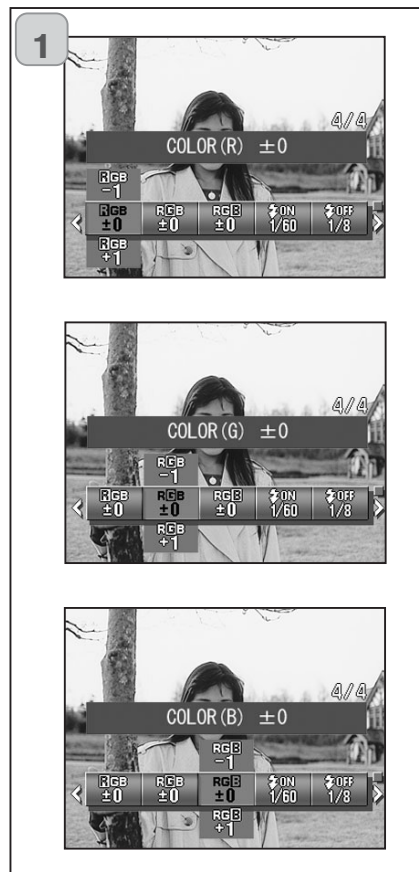 1
4/4
COLOR(R) ±0
RGB
-1
RGB RGB RGB ON OFF
±0 ±0 ±0 1/60 1/8
RGB
+1
4/4
COLOR(G) ±0
RGB
-1
RGB RGB RGB ON OFF
±0 ±0 ±0 1/60 1/8
RGB
+1
4/4
COLOR(B) ±0
RGB
-1
RGB RGB RGB ON OFF
±0 ±0 ±0 1/60 1/8
RGB
+1